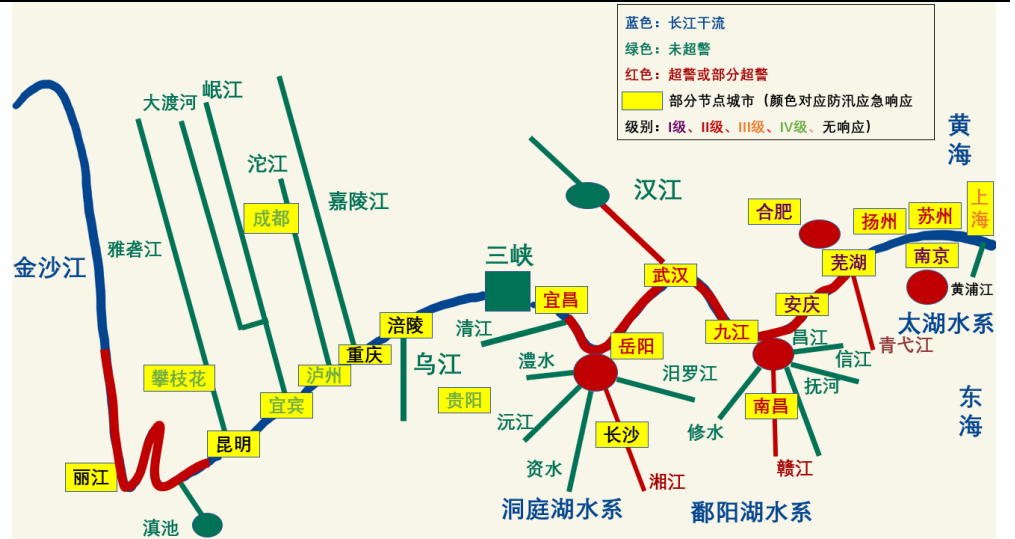 蓝色：长江干流
绿色：未超警
红色：超警或部分超警
部分节点城市（颜色对应防汛应急响应
级别：I级、II级、III级、IV级、无响应）
黄海
岷江
大渡河
沱江
嘉陵江
汉江
成都
合肥
扬州
苏州
上海
雅砻江
金沙江
三峡
武汉
芜湖
南京
黄浦江
宜昌
安庆
太湖水系
涪陵
清江
九江
昌江
青弋江
重庆
乌江
澧水
岳阳
信江
攀枝花
泸州
汨罗江
抚河
东海
宜宾
贵阳
沅江
南昌
昆明
长沙
修水
丽江
资水
湘江
赣江
滇池
洞庭湖水系
鄱阳湖水系